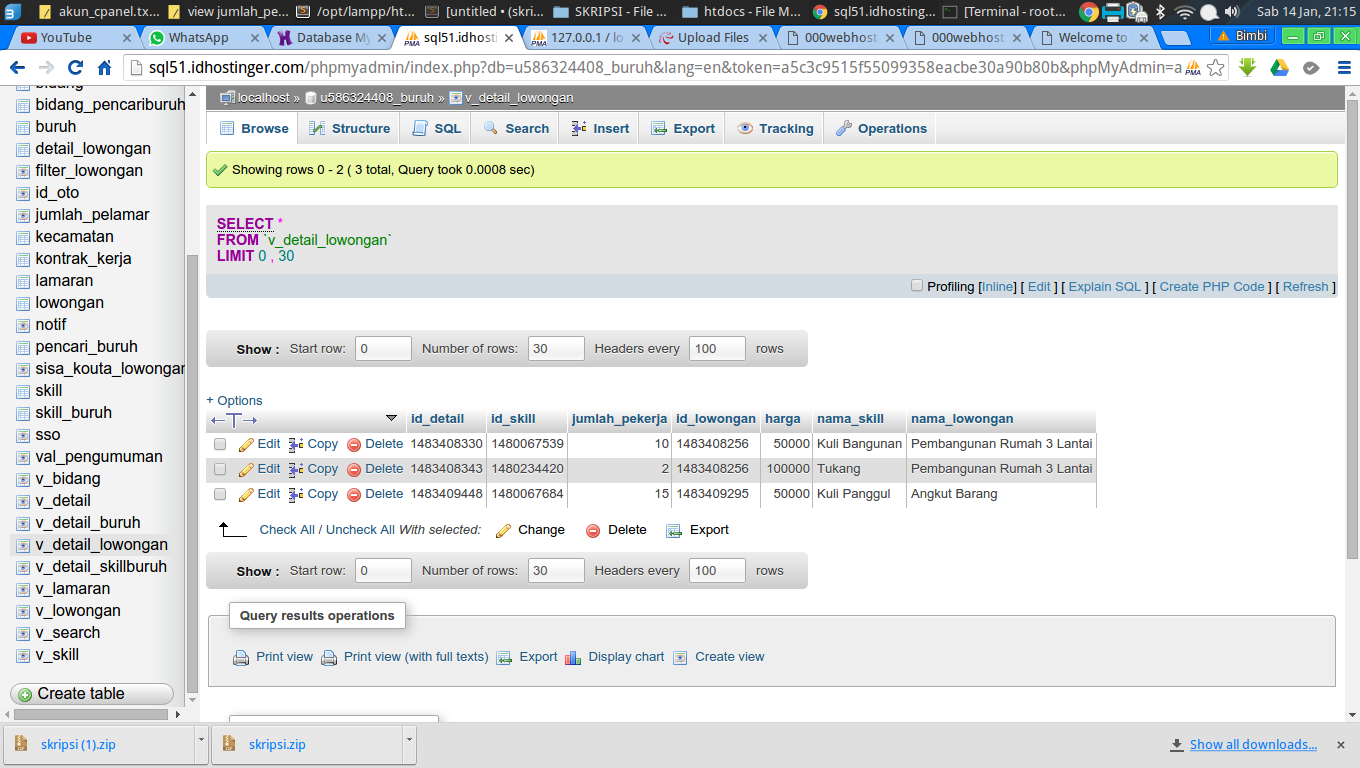 akun_cpanel.tx... view jumlah_pe... /opt/lampp/ht... [untitled • (skri... SKRIPSI - File ... htdocs - File M... sql51.idhosting... [Terminal - root... Sab 14 Jan, 21:15
YouTube WhatsApp Database My sql51.idhosti 127.0.0.1 / lo Upload Files 000webhost 000webhost Welcome to Bimbi
sql51.idhostinger.com/phpmyadmin/index.php?db=u586324408_buruh&lang=en&token=a5c3c9515f55099358eacbe30a90b80b&phpMyAdmin=a
bidang
bidang_pencariburuh
buruh
detail_lowongan
filter_lowongan
id_oto
jumlah_pelamar
kecamatan
kontrak_kerja
lamaran
lowongan
notif
pencari_buruh
sisa_kouta_lowongan
skill
skill_buruh
sso
val_pengumuman
v_bidang
v_detail
v_detail_buruh
v_detail_lowongan
v_detail_skillburuh
v_lamaran
v_lowongan
v_search
v_skill
Create table
localhost » u586324408_buruh » v_detail_lowongan
Browse Structure SQL Search Insert Export Tracking Operations
Showing rows 0 - 2 ( 3 total, Query took 0.0008 sec)
SELECT *
FROM `v_detail_lowongan`
LIMIT 0 , 30
Profiling [Inline] [ Edit ] [ Explain SQL ] [ Create PHP Code ] [ Refresh ]
Show : Start row: 0 Number of rows: 30 Headers every 100 rows
+ Options
id_detail id_skill jumlah_pekerja id_lowongan harga nama_skill nama_lowongan
Edit Copy Delete 1483408330 1480067539 10 1483408256 50000 Kuli Bangunan Pembangunan Rumah 3 Lantai
Edit Copy Delete 1483408343 1480234420 2 1483408256 100000 Tukang Pembangunan Rumah 3 Lantai
Edit Copy Delete 1483409448 1480067684 15 1483409295 50000 Kuli Panggul Angkut Barang
Check All / Uncheck All With selected: Change Delete Export
Show : Start row: 0 Number of rows: 30 Headers every 100 rows
Query results operations
Print view Print view (with full texts) Export Display chart Create view
skripsi (1).zip skripsi.zip Show all downloads...